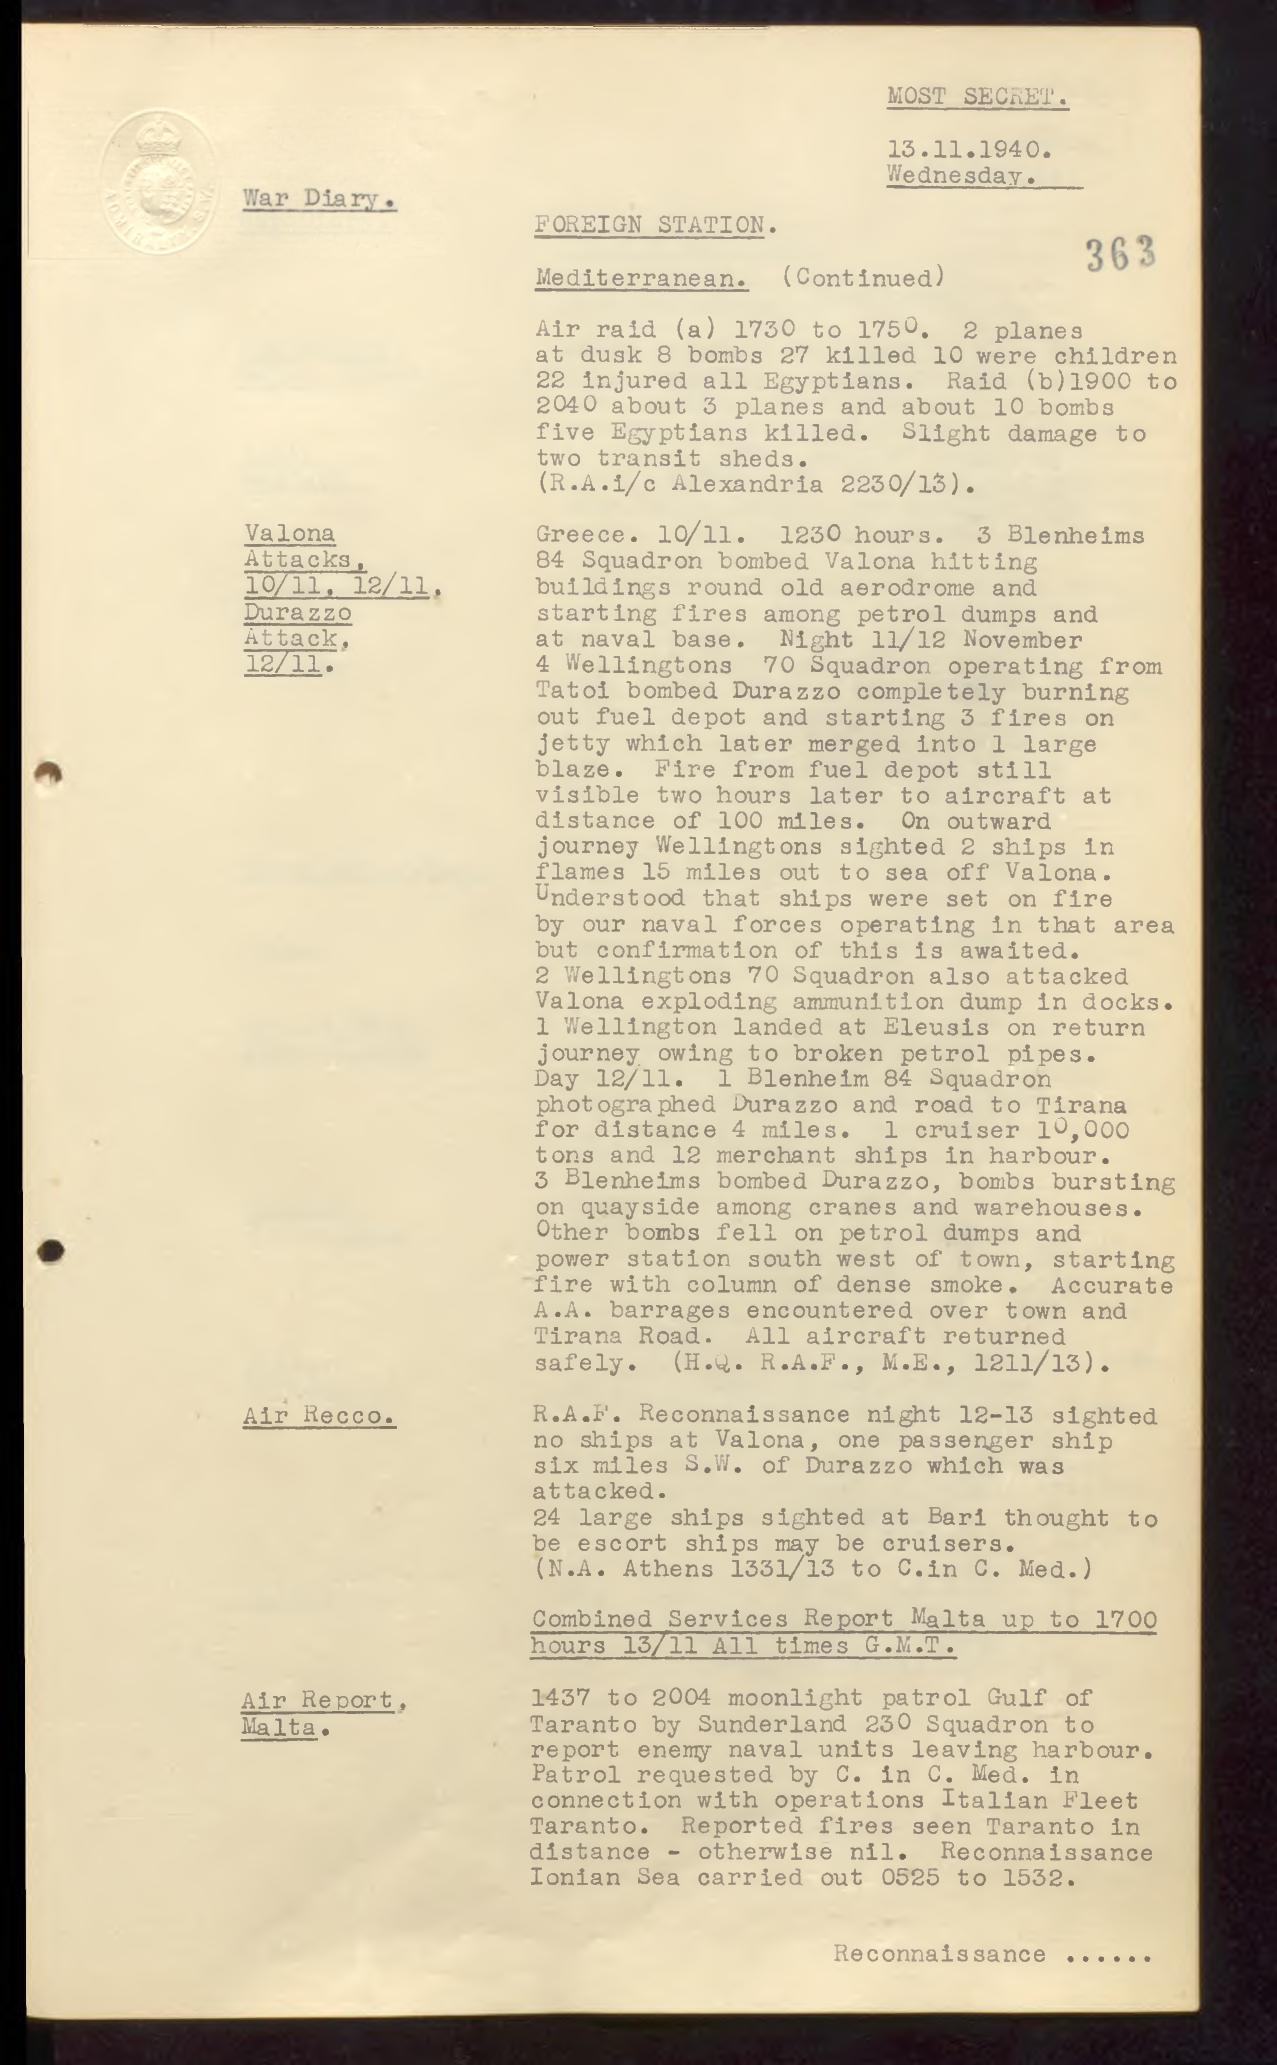 MOST SECRET.
13.11.1940.
Wednesday.
War Diary.
FOREIGN STATION.
363
Mediterranean. (Continued)
Air raid (a) 1730 to 1750. 2 planes
at dusk 8 bombs 27 killed 10 were children
22 injured all Egyptians. Raid (b)1900 to
2040 about 3 planes and about 10 bombs
five Egyptians killed. Slight damage to
two transit sheds.
(R.A.i/c Alexandria 2230/13).
Valona
Attacks,
10/11, 12/11,
Durazzo
Attack,
12/11.
Greece. 10/11. 1230 hours. 3 Blenheims
84 Squadron bombed Valona hitting
buildings round old aerodrome and
starting fires among petrol dumps and
at naval base. Night 11/12 November
4 Wellingtons 70 Squadron operating from
Tatoi bombed Durazzo completely burning
out fuel depot and starting 3 fires on
jetty which later merged into 1 large
blaze. Fire from fuel depot still
visible two hours later to aircraft at
distance of 100 miles. On outward
journey Wellingtons sighted 2 ships in
flames 15 miles out to sea off Valona.
Understood that ships were set on fire
by our naval forces operating in that area
but confirmation of this is awaited.
2 Wellingtons 70 Squadron also attacked
Valona exploding ammunition dump in docks.
1 Wellington landed at Eleusis on return
journey owing to broken petrol pipes.
Day 12/11. 1 Blenheim 84 Squadron
photographed Durazzo and road to Tirana
for distance 4 miles. 1 cruiser 10,000
tons and 12 merchant ships in harbour.
3 Blenheims bombed Durazzo, bombs bursting
on quayside among cranes and warehouses.
Other bombs fell on petrol dumps and
power station south west of town, starting
fire with column of dense smoke. Accurate
A.A. barrages encountered over town and
Tirana Road. All aircraft returned
safely. (H.Q. R.A.F., M.E., 1211/13).
Air Recco.
R.A.F. Reconnaissance night 12-13 sighted
no ships at Valona, one passenger ship
six miles S.W. of Durazzo which was
attacked.
24 large ships sighted at Bari thought to
be escort ships may be cruisers.
(N.A. Athens 1331/13 to C.in C. Med.)
Combined Services Report Malta up to 1700
hours 13/11 All times G.M.T.
Air Report,
Malta.
1437 to 2004 moonlight patrol Gulf of
Taranto by Sunderland 230 Squadron to
report enemy naval units leaving harbour.
Patrol requested by C. in C. Med. in
connection with operations Italian Fleet
Taranto. Reported fires seen Taranto in
distance - otherwise nil. Reconnaissance
Ionian Sea carried out 0525 to 1532.
Reconnaissance ......